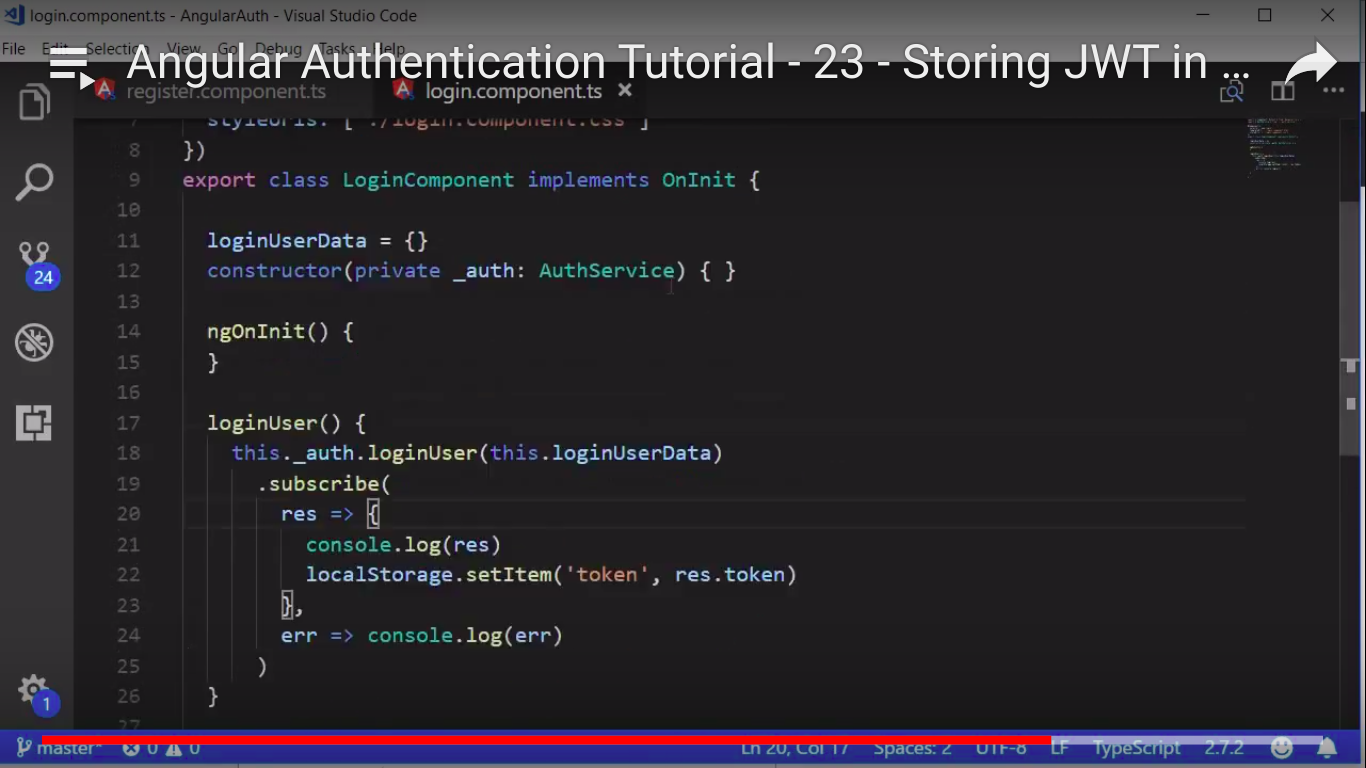 login.component.ts - AngularAuth - Visual Studio Code
File Edit Selection View Go Debug Tasks Help
Angular Authentication Tutorial - 23 - Storing JWT in ...
register.component.ts login.component.ts
7 styleUrls: ['./login.component.css']
8 })
9 export class LoginComponent implements OnInit {
10
11 loginUserData = {}
12 constructor(private _auth: AuthService) { }
13
14 ngOnInit() {
15 }
16
17 loginUser() {
18 this._auth.loginUser(this.loginUserData)
19 .subscribe(
20 res => {
21 console.log(res)
22 localStorage.setItem('token', res.token)
23 },
24 err => console.log(err)
25 )
26 }
27
24
1
master* 0 0 Ln 20, Col 17 Spaces: 2 UTF-8 LF TypeScript 2.7.2